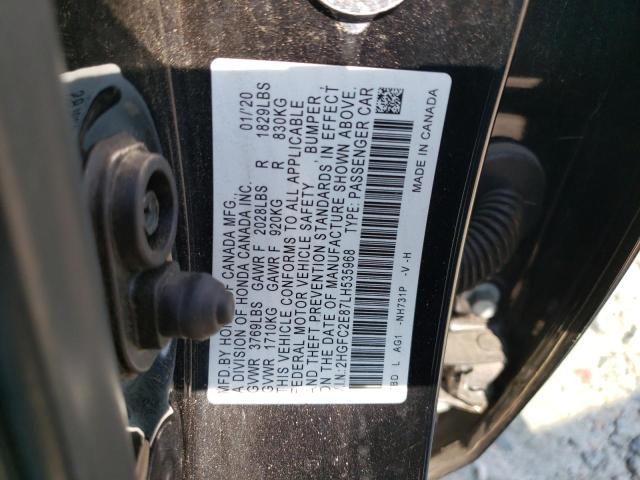 MFD.BY HONDA OF CANADA MFG. 01/20
A DIVISION OF HONDA CANADA INC.
GVWR 3769LBS GAWR F 2028LBS R 1829LBS
GVWR 1710KG GAWR F 920KG R 830KG
THIS VEHICLE CONFORMS TO ALL APPLICABLE
FEDERAL MOTOR VEHICLE SAFETY, BUMPER,
AND THEFT PREVENTION STANDARDS IN EFFECT
ON THE DATE OF MANUFACTURE SHOWN ABOVE.
V.I.N.: 2HGFC2E87LH535968 TYPE: PASSENGER CAR
L AG1 -NH731P -V -H
MADE IN CANADA